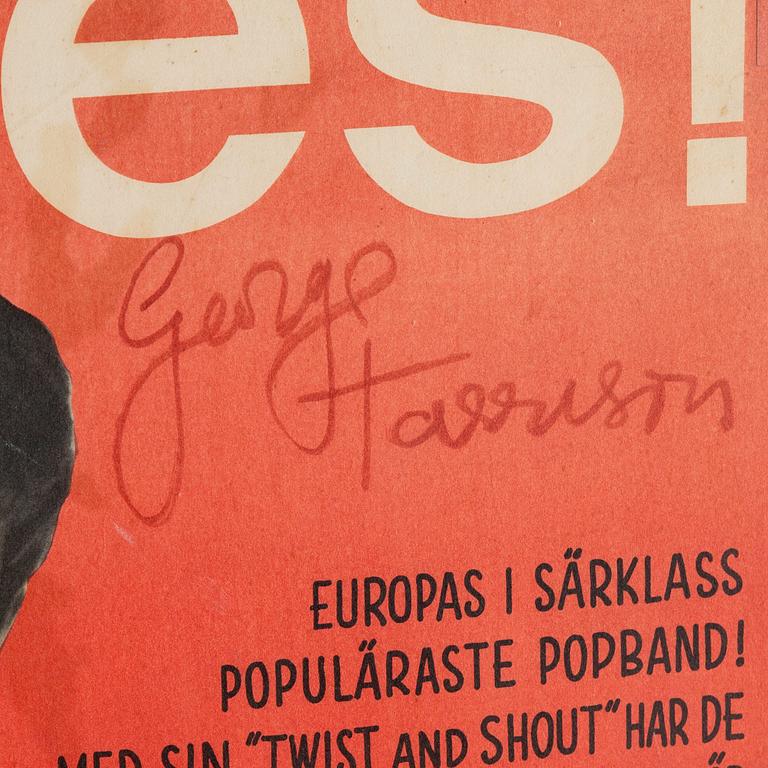 es!
George
Harrison
EUROPAS I SÄRKLASS
POPULÄRASTE POPBAND!
MED SIN "TWIST AND SHOUT" HAR DE